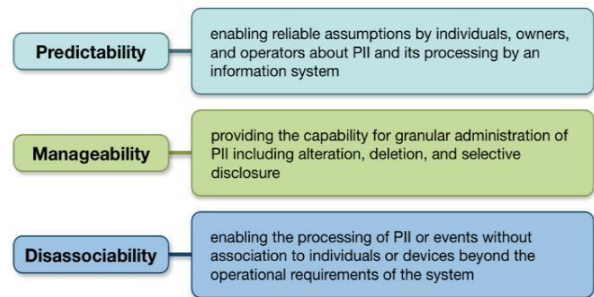 Predictability
enabling reliable assumptions by individuals, owners,
and operators about PII and its processing by an
information system
Manageability
providing the capability for granular administration of
PII including alteration, deletion, and selective
disclosure
Disassociability
enabling the processing of PII or events without
association to individuals or devices beyond the
operational requirements of the system